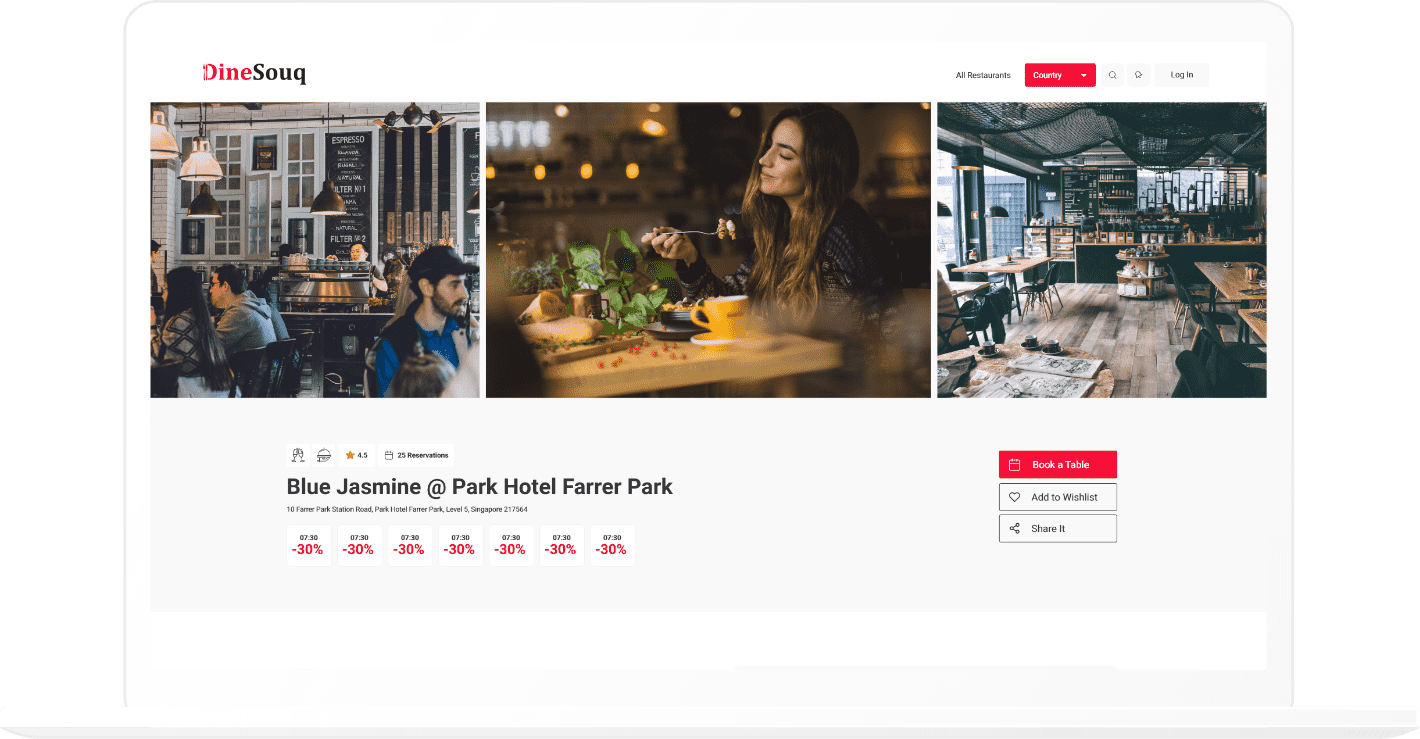 DineSouq
All Restaurants
Country
Log In
ESPRESSO
NATURAL
FILTER Nº1
NATURAL
FILTER Nº2
4.5
25 Reservations
Blue Jasmine @ Park Hotel Farrer Park
10 Farrer Park Station Road, Park Hotel Farrer Park, Level 5, Singapore 217564
07:30 07:30 07:30 07:30 07:30 07:30 07:30
-30% -30% -30% -30% -30% -30% -30%
Book a Table
Add to Wishlist
Share It